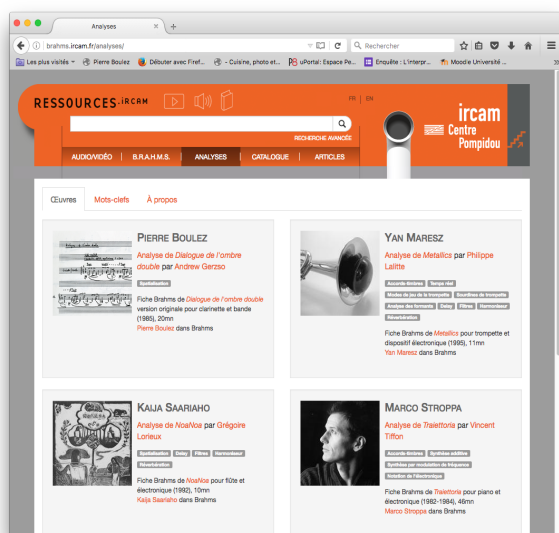 Analyses
brahms.ircam.fr/analyses/
Rechercher
Les plus visités
Pierre Boulez
Débuter avec Firef...
- Cuisine, photo et...
uPortal: Espace Pe...
Enquête : L'interpr...
Moodle Université ...
RESSOURCES.IRCAM
FR | EN
RECHERCHE AVANCÉE
ircam
Centre
Pompidou
AUDIO/VIDÉO | B.R.A.H.M.S. | ANALYSES | CATALOGUE | ARTICLES
Œuvres Mots-clefs À propos
PIERRE BOULEZ
Analyse de Dialogue de l'ombre
double par Andrew Gerzso
Spatialisation
Fiche Brahms de Dialogue de l'ombre double
version originale pour clarinette et bande
(1985), 20mn
Pierre Boulez dans Brahms
YAN MARESZ
Analyse de Metallics par Philippe
Lalitte
Accords-timbres Temps réel
Modes de jeu de la trompette Sourdines de trompette
Analyse des formants Delay Filtres Harmoniseur
Réverbération
Fiche Brahms de Metallics pour trompette et
dispositif électronique (1995), 11mn
Yan Maresz dans Brahms
KAIJA SAARIAHO
Analyse de NoaNoa par Grégoire
Lorieux
Spatialisation Delay Filtres Harmoniseur
Réverbération
Fiche Brahms de NoaNoa pour flûte et
électronique (1992), 10mn
Kaija Saariaho dans Brahms
MARCO STROPPA
Analyse de Traiettoria par Vincent
Tiffon
Accords-timbres Synthèse additive
Synthèse par modulation de fréquence
Notation de l'électronique
Fiche Brahms de Traiettoria pour piano et
électronique (1982-1984), 46mn
Marco Stroppa dans Brahms